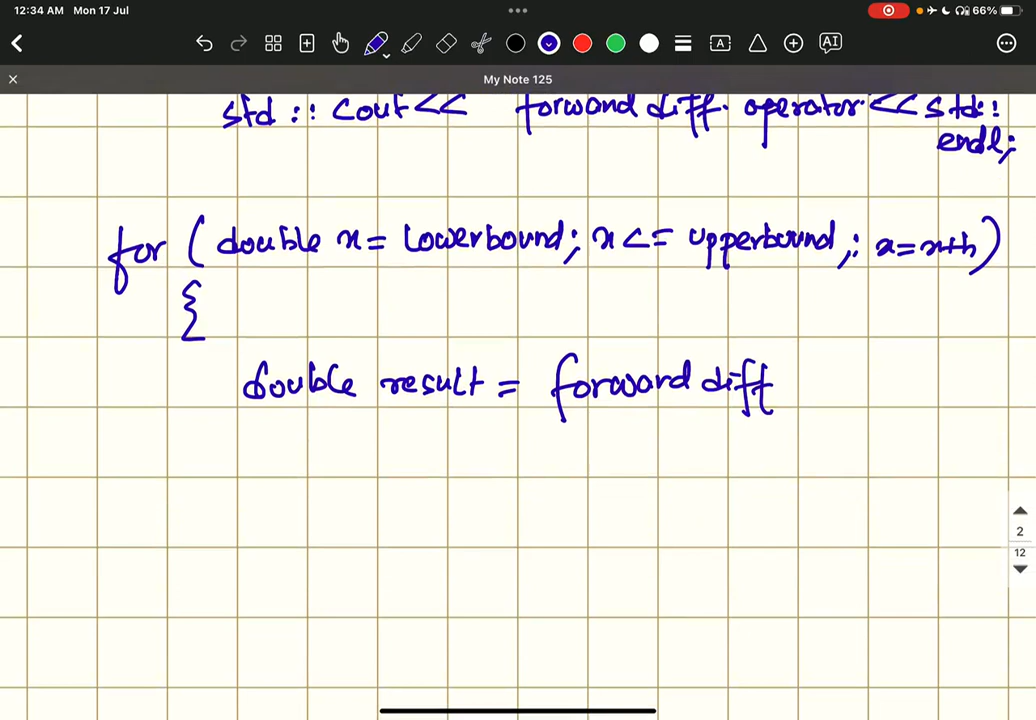 12:34 AM Mon 17 Jul
66%
A
AI
My Note 125
std :: cout << forward diff. operator << std::
endl;
for ( double x = lowerbound; x <= upperbound; x = x+h)
{
double result = forward diff
2
12